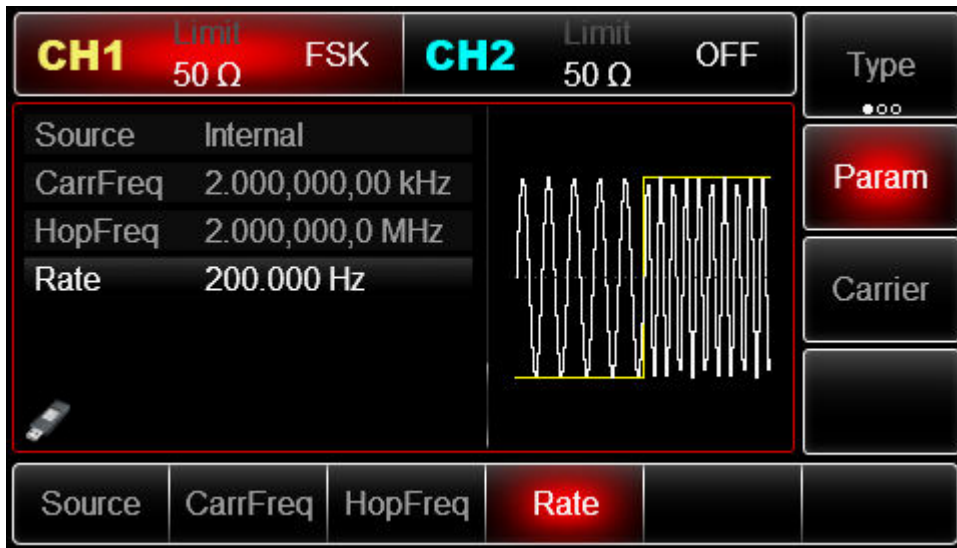 CH1 Limit 50 Ω FSK
CH2 Limit 50 Ω OFF
Type
Source Internal
CarrFreq 2.000,000,00 kHz
HopFreq 2.000,000,0 MHz
Rate 200.000 Hz
Param
Carrier
Source CarrFreq HopFreq Rate